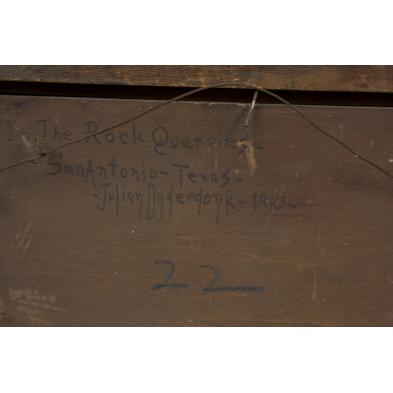 In The Rock Quarries-
San Antonio - Texas -
- Julian Onderdonk - 1910 -
22